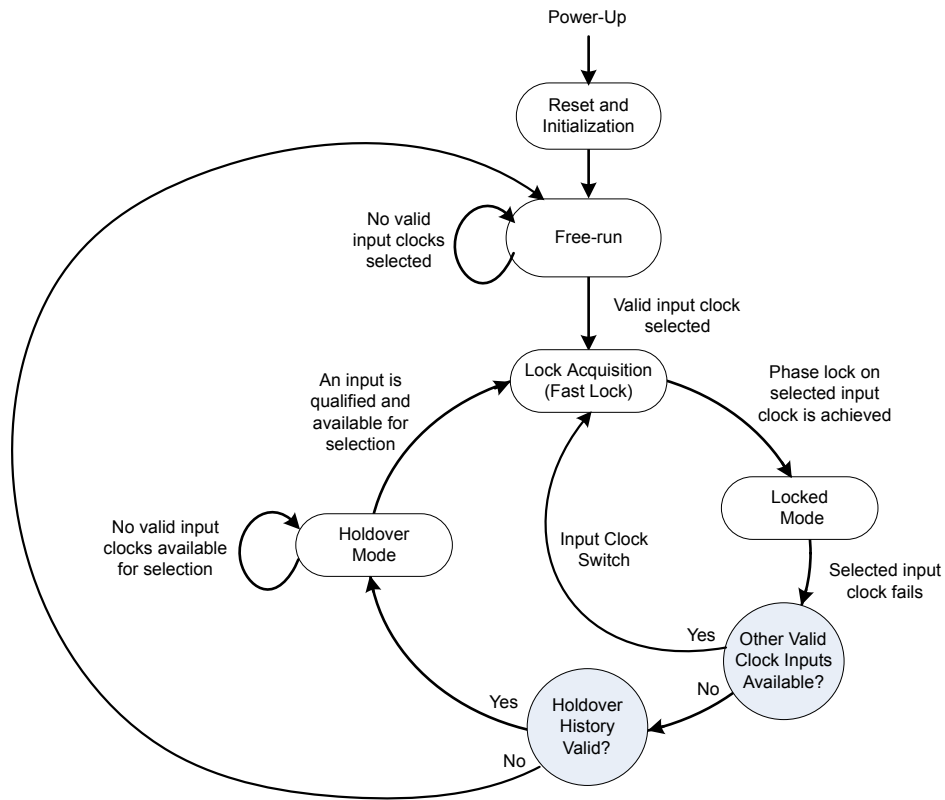 Power-Up
Reset and
Initialization
No valid
input clocks
selected
Free-run
Valid input clock
selected
Lock Acquisition
(Fast Lock)
An input is
qualified and
available for
selection
Phase lock on
selected input
clock is achieved
Locked
Mode
No valid input
clocks available
for selection
Holdover
Mode
Input Clock
Switch
Selected input
clock fails
Yes
Other Valid
Clock Inputs
Available?
No
Yes
Holdover
History
Valid?
No